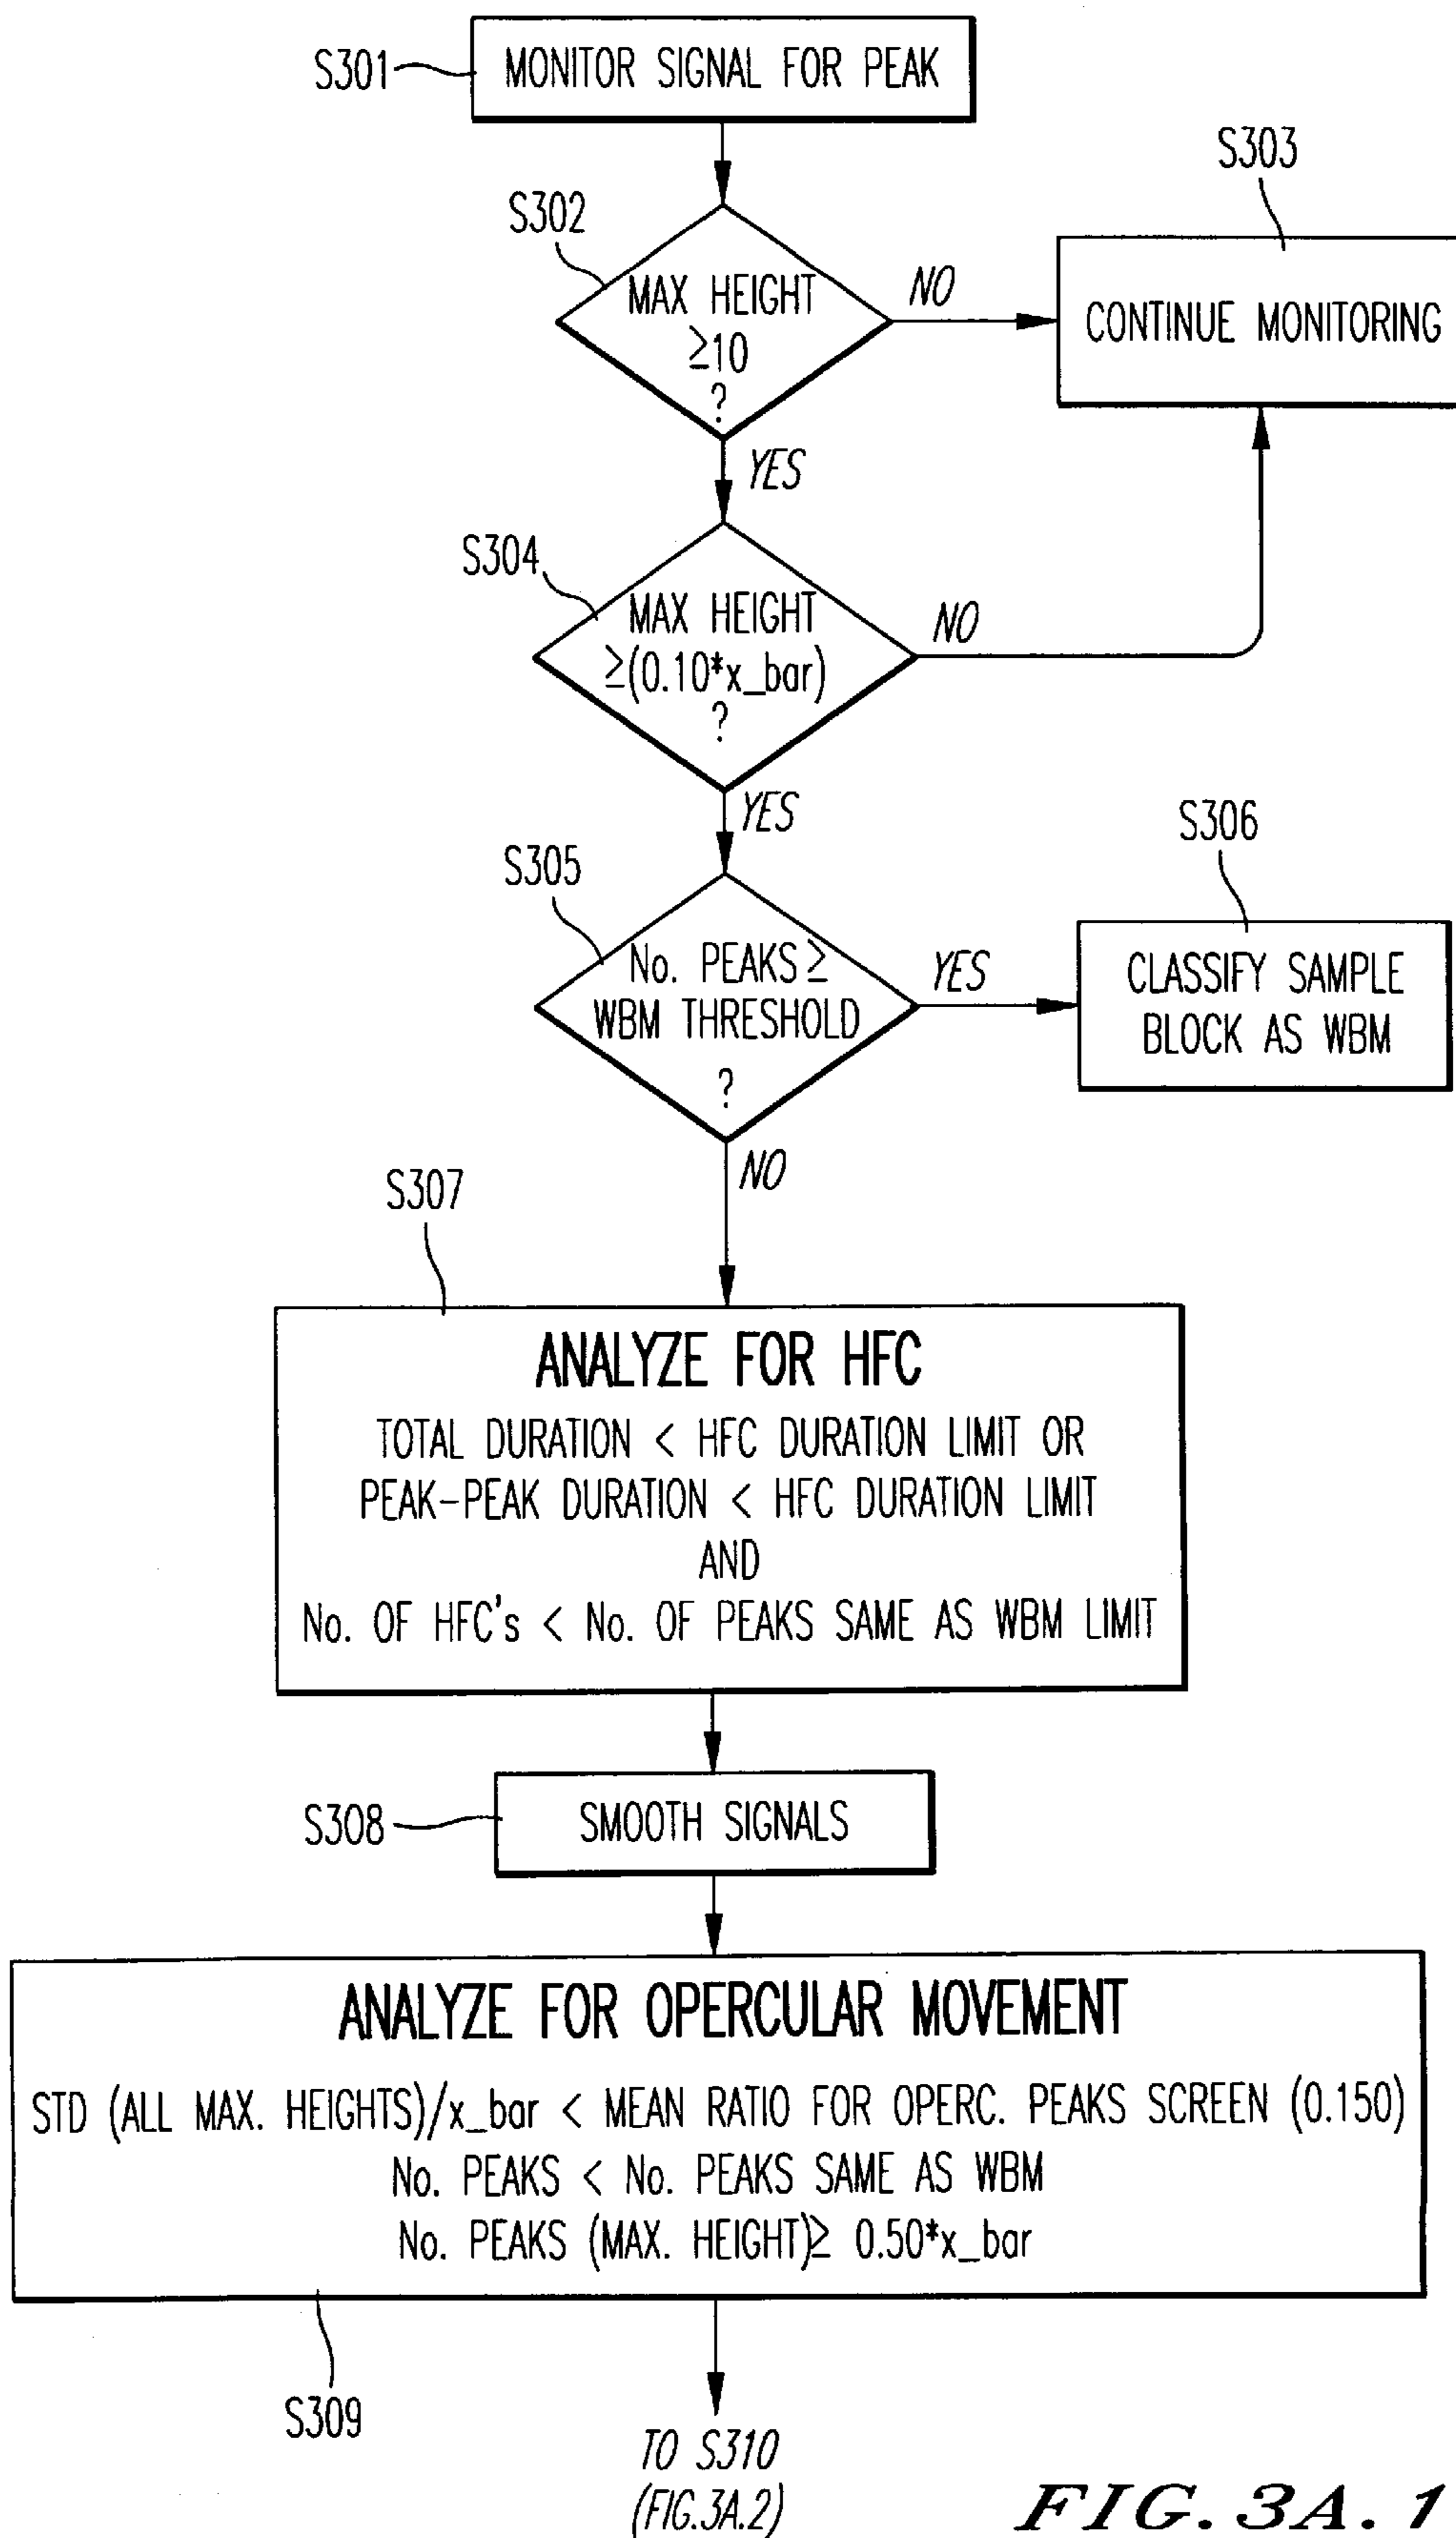 S301
MONITOR SIGNAL FOR PEAK
S302
MAX HEIGHT
≥10
?
NO
S303
CONTINUE MONITORING
YES
S304
MAX HEIGHT
≥(0.10*x_bar)
?
NO
YES
S305
No. PEAKS ≥
WBM THRESHOLD
?
YES
S306
CLASSIFY SAMPLE
BLOCK AS WBM
NO
S307
ANALYZE FOR HFC
TOTAL DURATION < HFC DURATION LIMIT OR
PEAK-PEAK DURATION < HFC DURATION LIMIT
AND
No. OF HFC's < No. OF PEAKS SAME AS WBM LIMIT
S308
SMOOTH SIGNALS
ANALYZE FOR OPERCULAR MOVEMENT
STD (ALL MAX. HEIGHTS)/x_bar < MEAN RATIO FOR OPERC. PEAKS SCREEN (0.150)
No. PEAKS < No. PEAKS SAME AS WBM
No. PEAKS (MAX. HEIGHT)≥ 0.50*x_bar
S309
TO S310
(FIG.3A.2)
FIG. 3A. 1